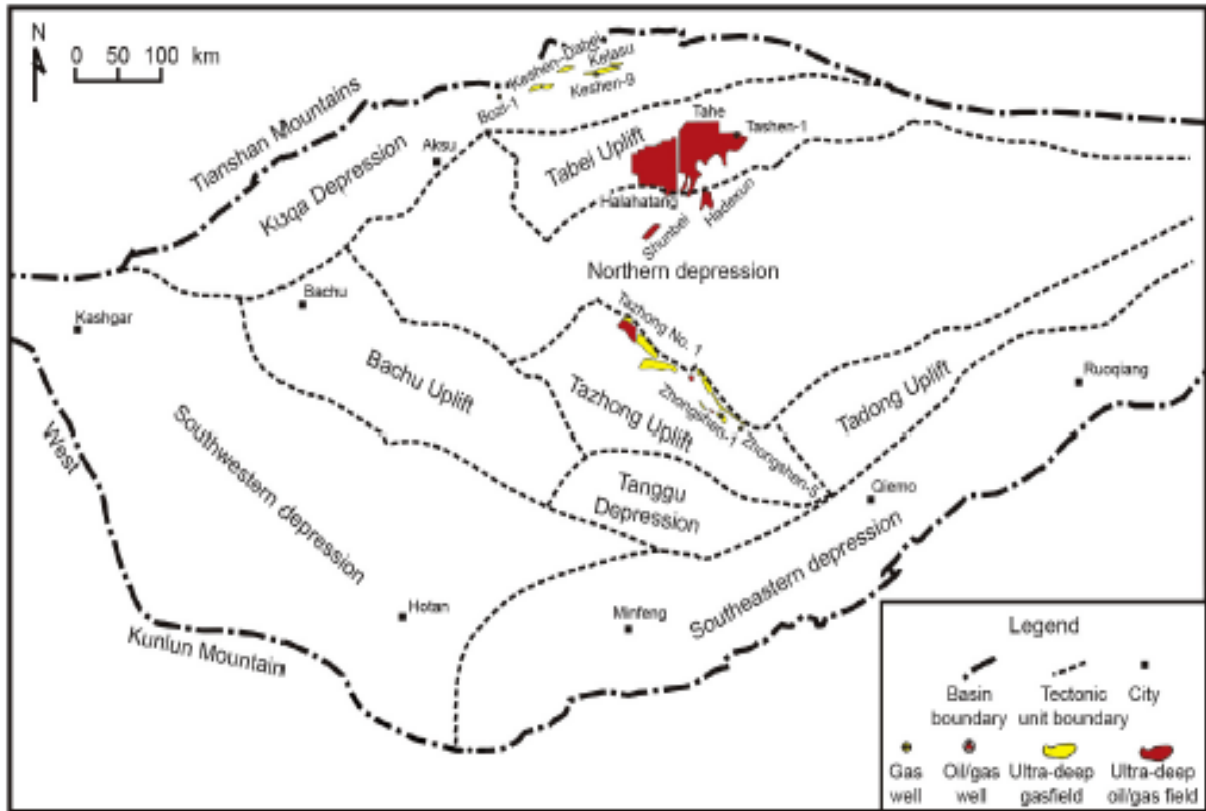 N
0 50 100 km
Tianshan Mountains
Keshen-Dabei
Kelasu
Keshen-9
Bozi-1
Aksu
Kuqa Depression
Tabei Uplift
Tahe
Tashen-1
Halahatang
Hadexun
Shunbei
Northern depression
Kashgar
Bachu
Bachu Uplift
Tazhong No. 1
Tazhong Uplift
Zhongshen-1
Zhongshen-5
Tadong Uplift
Ruoqiang
Qiemo
Tanggu
Depression
West
Southwestern depression
Southeastern depression
Hotan
Minfeng
Kunlun Mountain
Legend
Basin
boundary
Tectonic
unit boundary
City
Gas
well
Oil/gas
well
Ultra-deep
gasfield
Ultra-deep
oil/gas field